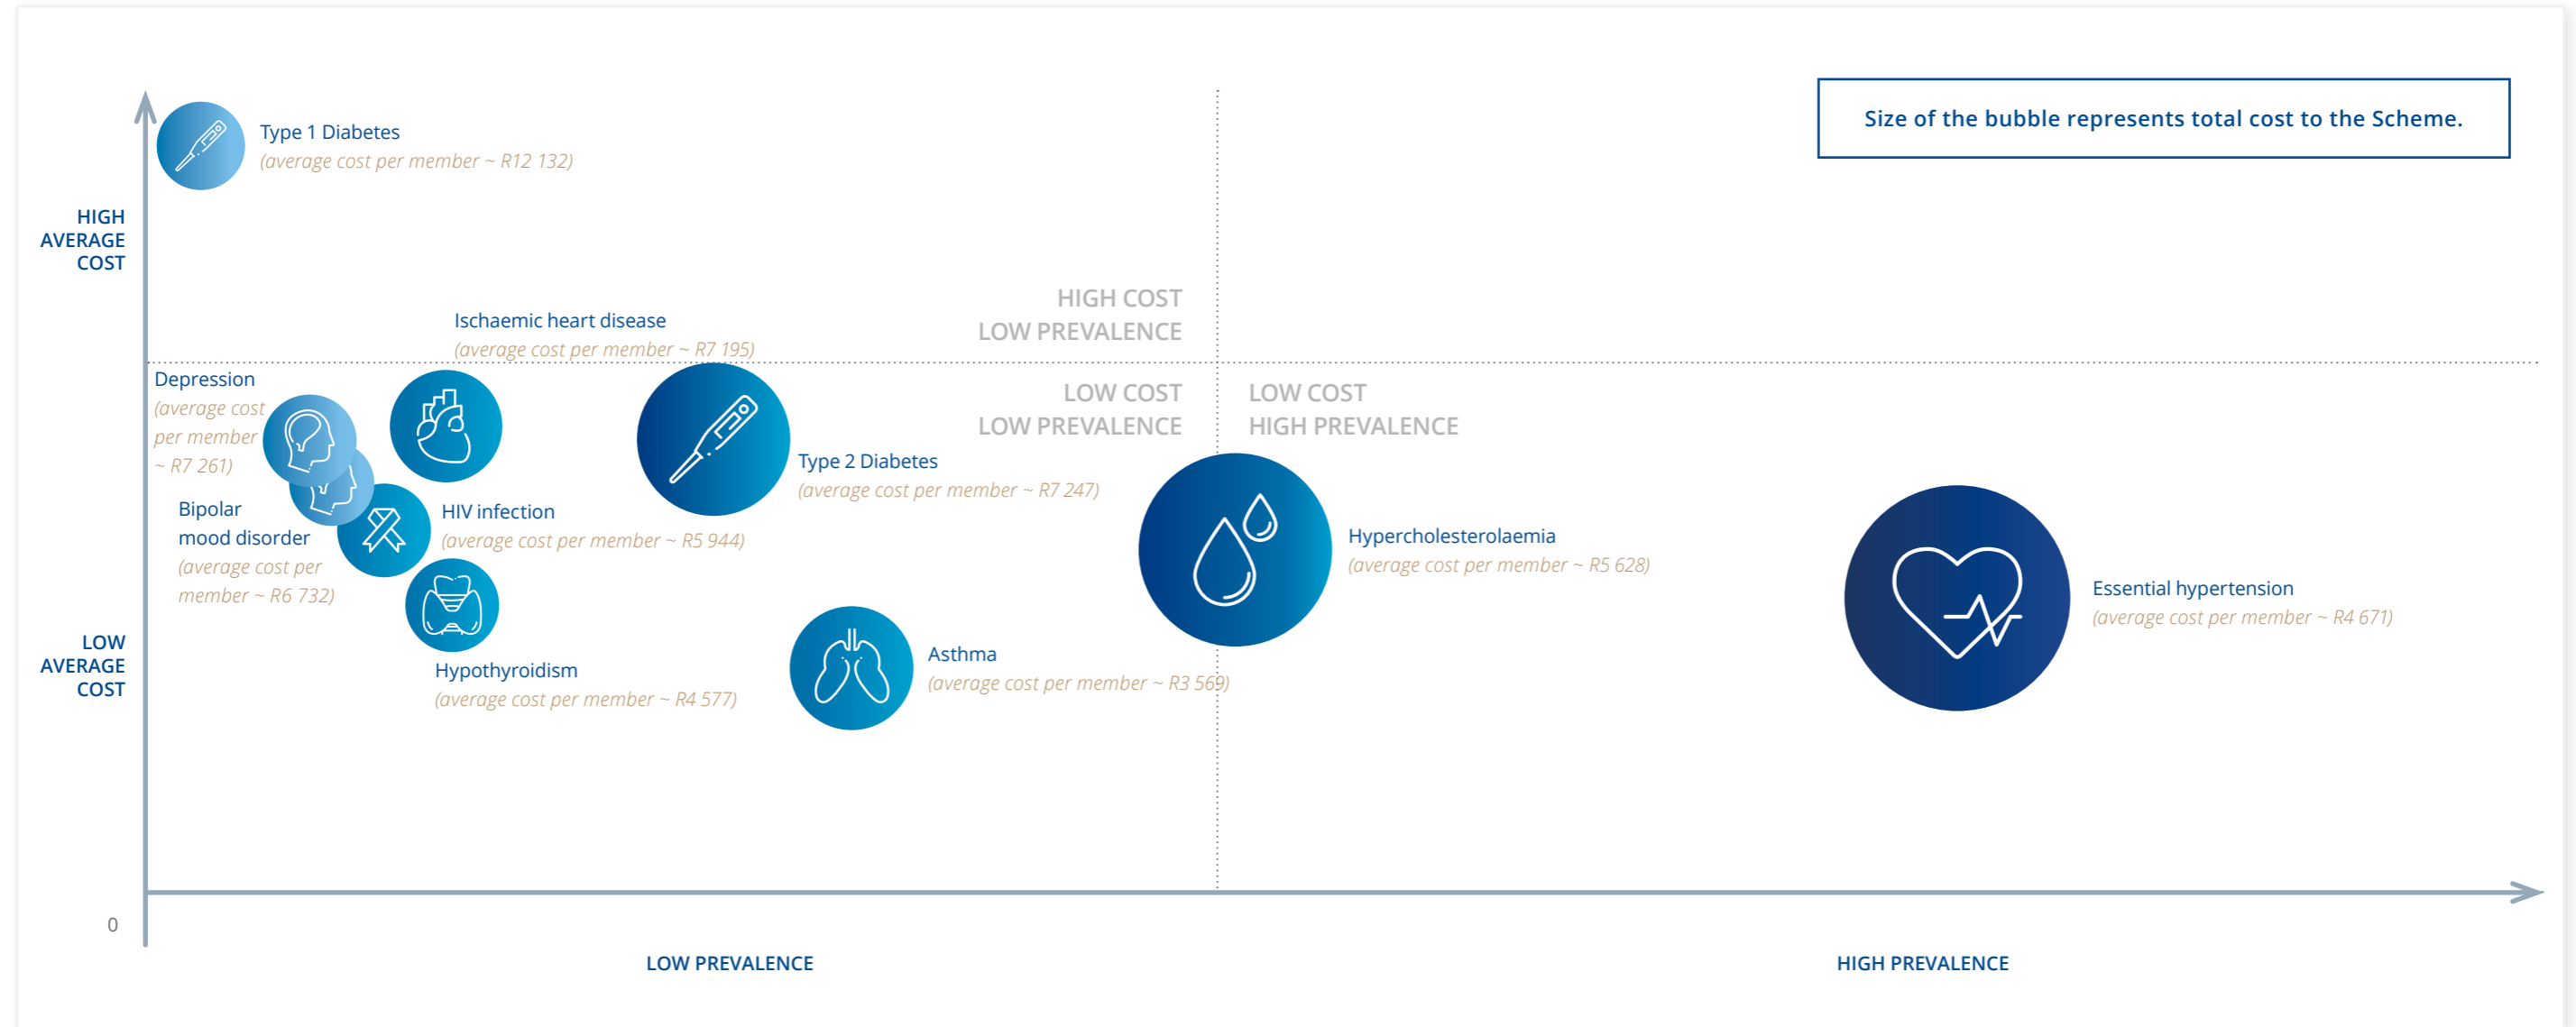 Size of the bubble represents total cost to the Scheme.
Type 1 Diabetes
(average cost per member ~ R12 132)
HIGH
AVERAGE
COST
HIGH COST
LOW PREVALENCE
Ischaemic heart disease
(average cost per member ~ R7 195)
Depression
(average cost
per member
~ R7 261)
LOW COST
LOW PREVALENCE
LOW COST
HIGH PREVALENCE
Type 2 Diabetes
(average cost per member ~ R7 247)
Bipolar
mood disorder
(average cost per
member ~ R6 732)
HIV infection
(average cost per member ~ R5 944)
Hypercholesterolaemia
(average cost per member ~ R5 628)
Essential hypertension
(average cost per member ~ R4 671)
LOW
AVERAGE
COST
Hypothyroidism
(average cost per member ~ R4 577)
Asthma
(average cost per member ~ R3 569)
0
LOW PREVALENCE
HIGH PREVALENCE